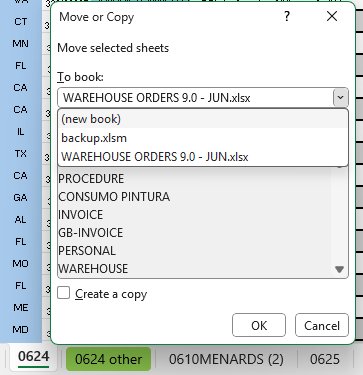 VA
CT
MN
FL
CA
CA
IL
TX
CA
GA
AL
FL
MO
FL
ME
MD
Move or Copy
?
Move selected sheets
To book:
WAREHOUSE ORDERS 9.0 - JUN.xlsx
(new book)
backup.xlsm
WAREHOUSE ORDERS 9.0 - JUN.xlsx
PROCEDURE
CONSUMO PINTURA
INVOICE
GB-INVOICE
PERSONAL
WAREHOUSE
Create a copy
OK Cancel
0624 0624 other 0610MENARDS (2) 0625